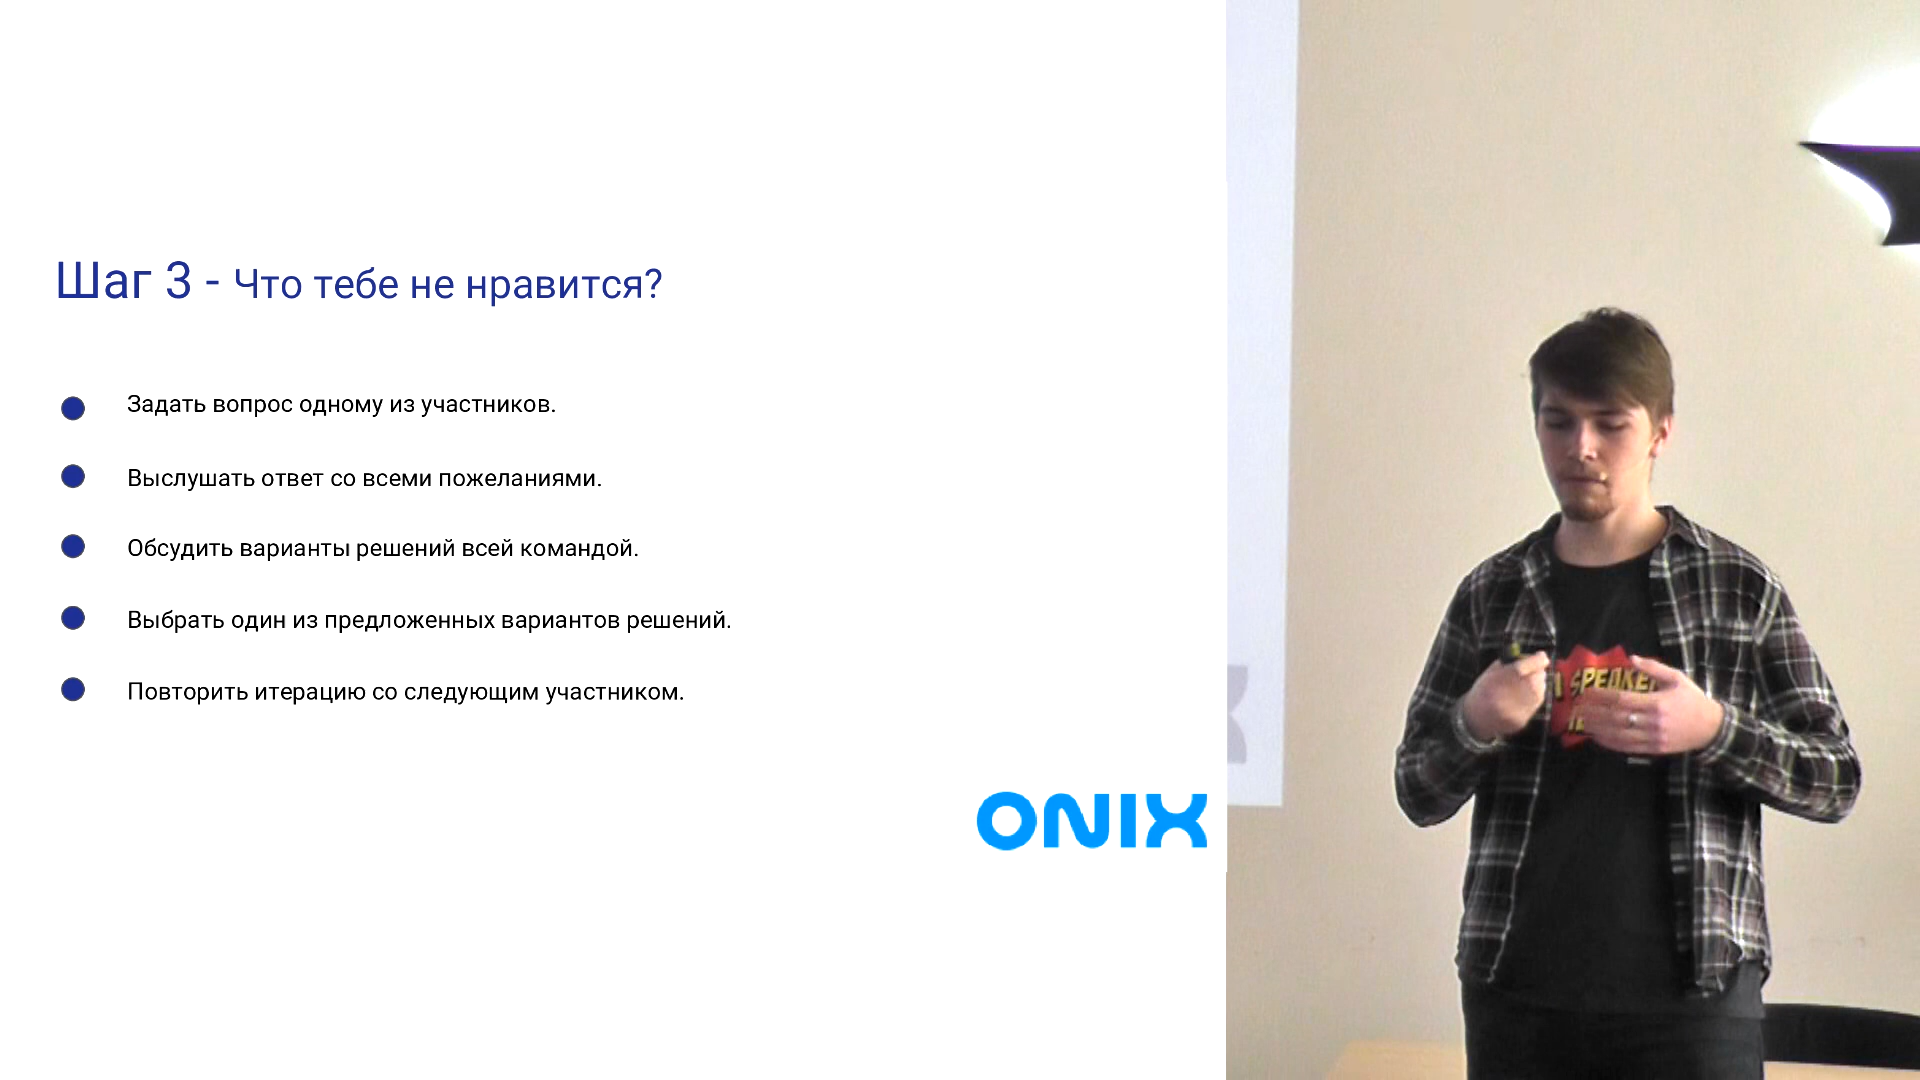 Шаг 3 - Что тебе не нравится?
Задать вопрос одному из участников.
Выслушать ответ со всеми пожеланиями.
Обсудить варианты решений всей командой.
Выбрать один из предложенных вариантов решений.
Повторить итерацию со следующим участником.
ONIX
SPEAKER